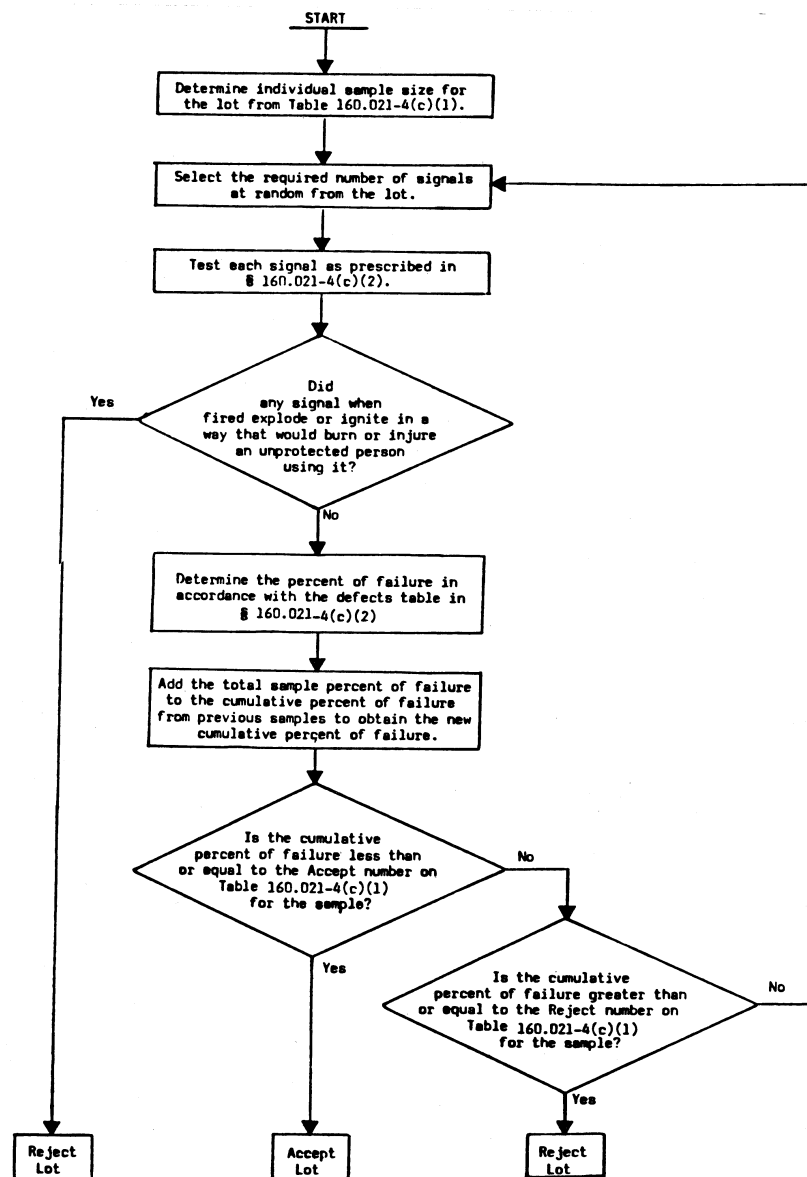 START
Determine individual sample size for
the lot from Table 160.021-4(c)(1).
Select the required number of signals
at random from the lot.
Test each signal as prescribed in
§ 160.021-4(c)(2).
Did
any signal when
fired explode or ignite in a
way that would burn or injure
an unprotected person
using it?
Yes
No
Determine the percent of failure in
accordance with the defects table in
§ 160.021-4(c)(2)
Add the total sample percent of failure
to the cumulative percent of failure
from previous samples to obtain the new
cumulative percent of failure.
Is the cumulative
percent of failure less than
or equal to the Accept number on
Table 160.021-4(c)(1)
for the sample?
No
Yes
Is the cumulative
percent of failure greater than
or equal to the Reject number on
Table 160.021-4(c)(1)
for the sample?
No
Yes
Reject
Lot
Accept
Lot
Reject
Lot